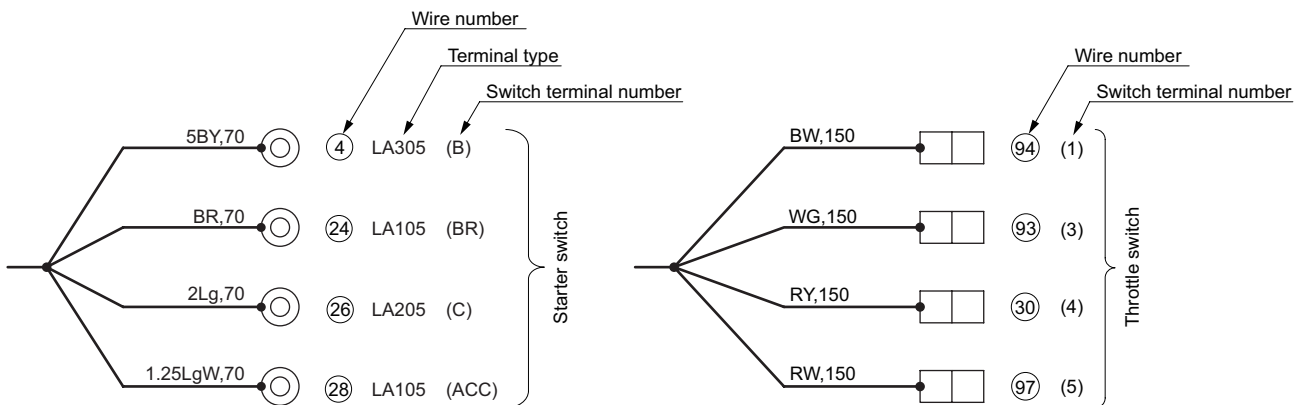 Wire number
Terminal type
Switch terminal number
5BY,70 4 LA305 (B)
BR,70 24 LA105 (BR)
2Lg,70 26 LA205 (C)
1.25LgW,70 28 LA105 (ACC)
Starter switch
Wire number
Switch terminal number
BW,150 94 (1)
WG,150 93 (3)
RY,150 30 (4)
RW,150 97 (5)
Throttle switch